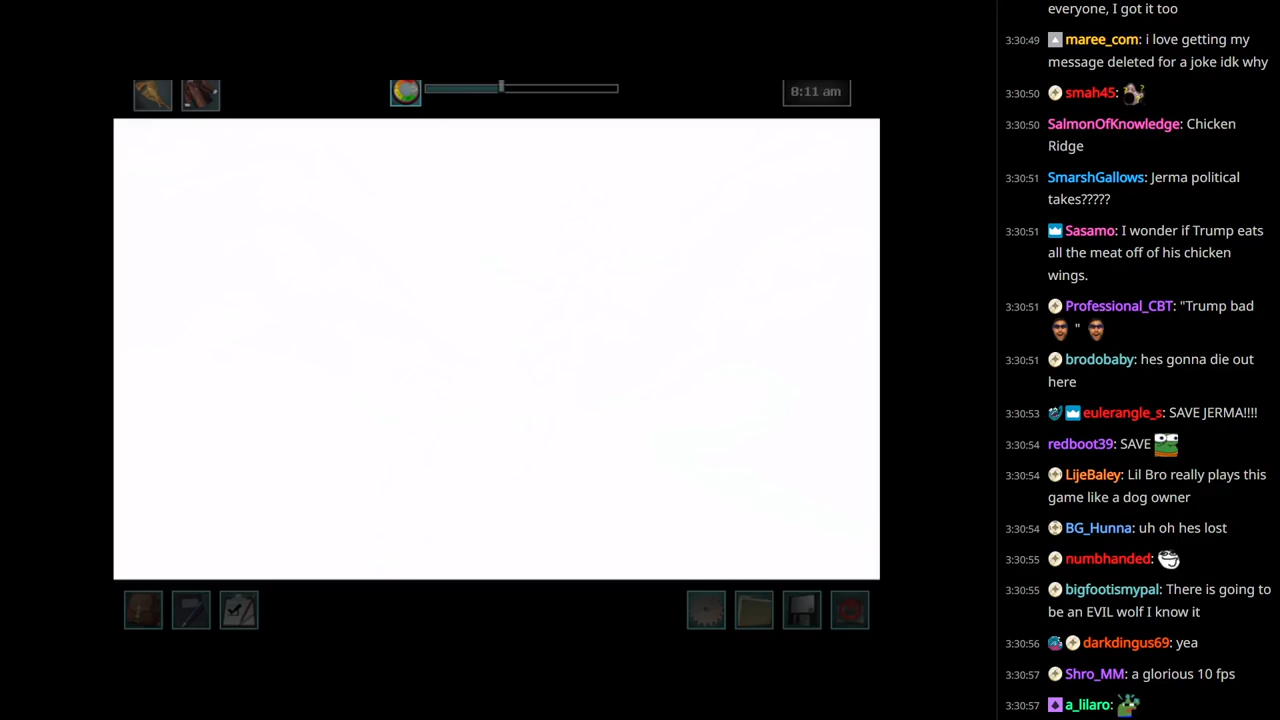 8:11 am
everyone, I got it too
3:30:49 maree_com: i love getting my
message deleted for a joke idk why
3:30:50 smah45:
3:30:50 SalmonOfKnowledge: Chicken
Ridge
3:30:51 SmarshGallows: Jerma political
takes?????
3:30:51 Sasamo: I wonder if Trump eats
all the meat off of his chicken
wings.
3:30:51 Professional_CBT: "Trump bad
"
3:30:51 brodobaby: hes gonna die out
here
3:30:53 eulerangle_s: SAVE JERMA!!!!
3:30:54 redboot39: SAVE
3:30:54 LijeBaley: Lil Bro really plays this
game like a dog owner
3:30:54 BG_Hunna: uh oh hes lost
3:30:55 numbhanded:
3:30:55 bigfootismypal: There is going to
be an EVIL wolf I know it
3:30:56 darkdingus69: yea
3:30:57 Shro_MM: a glorious 10 fps
3:30:57 a_lilaro: